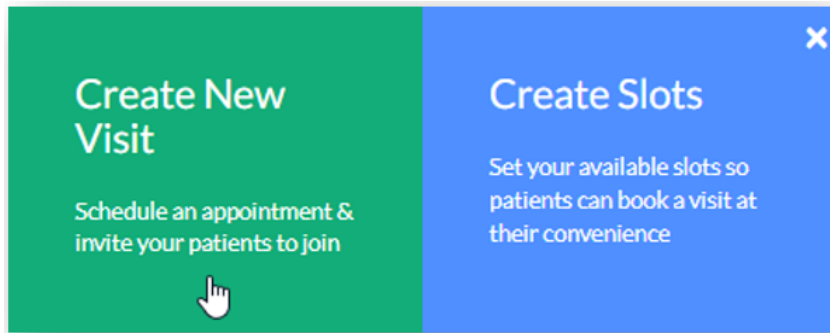 Create New
Visit
Schedule an appointment &
invite your patients to join
Create Slots
Set your available slots so
patients can book a visit at
their convenience